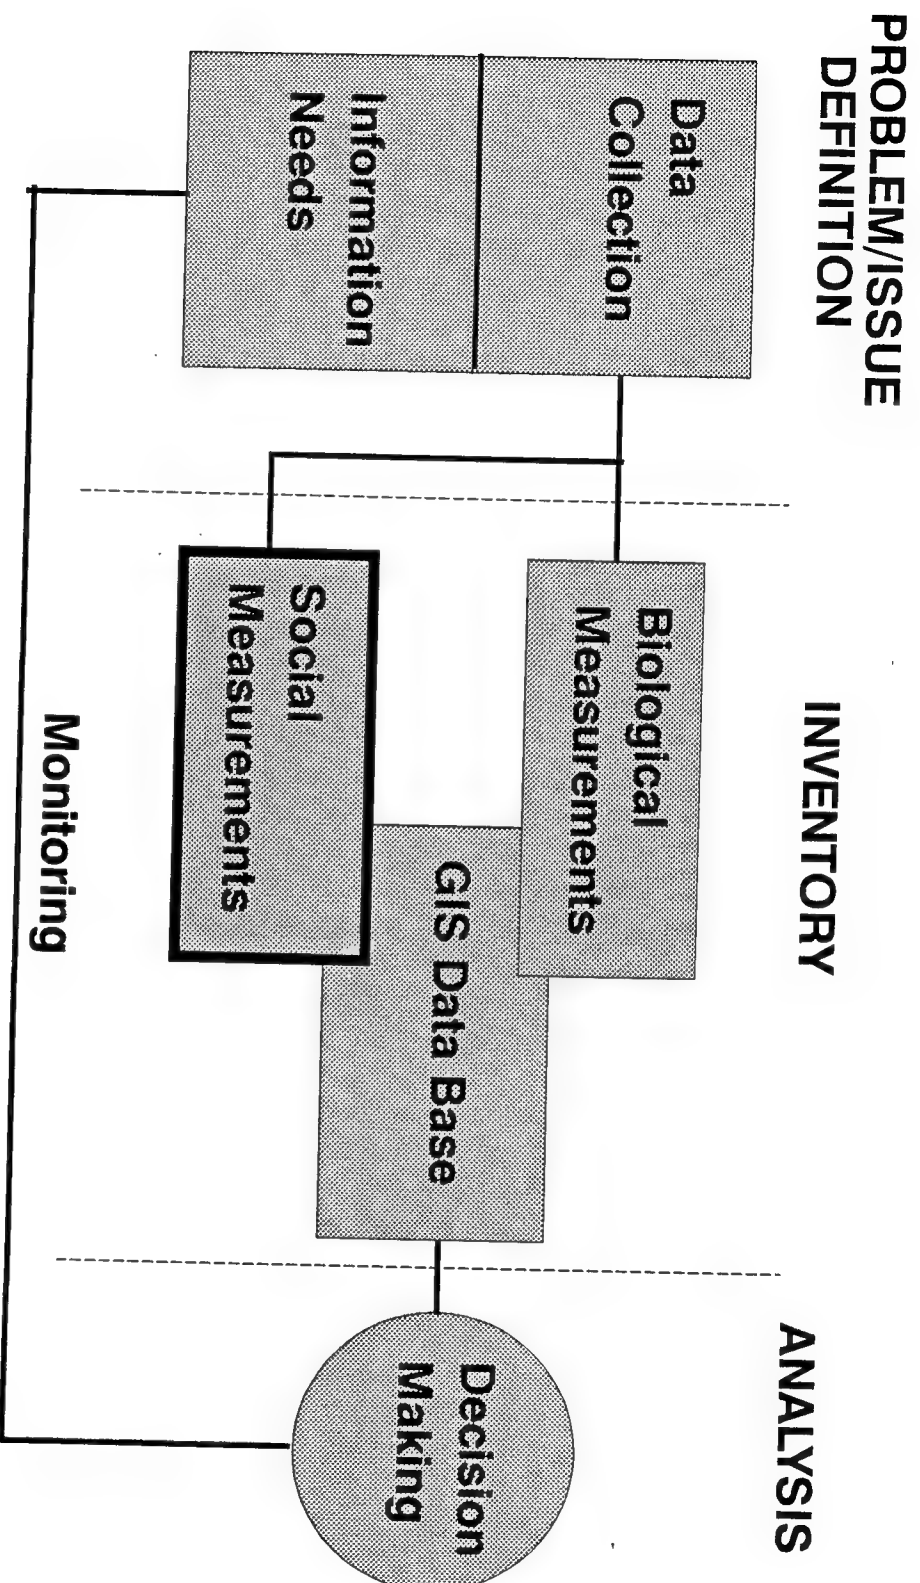 PROBLEM/ISSUE
DEFINITION
INVENTORY
ANALYSIS
Data
Collection
Information
Needs
Biological
Measurements
Social
Measurements
GIS Data Base
Decision
Making
Monitoring